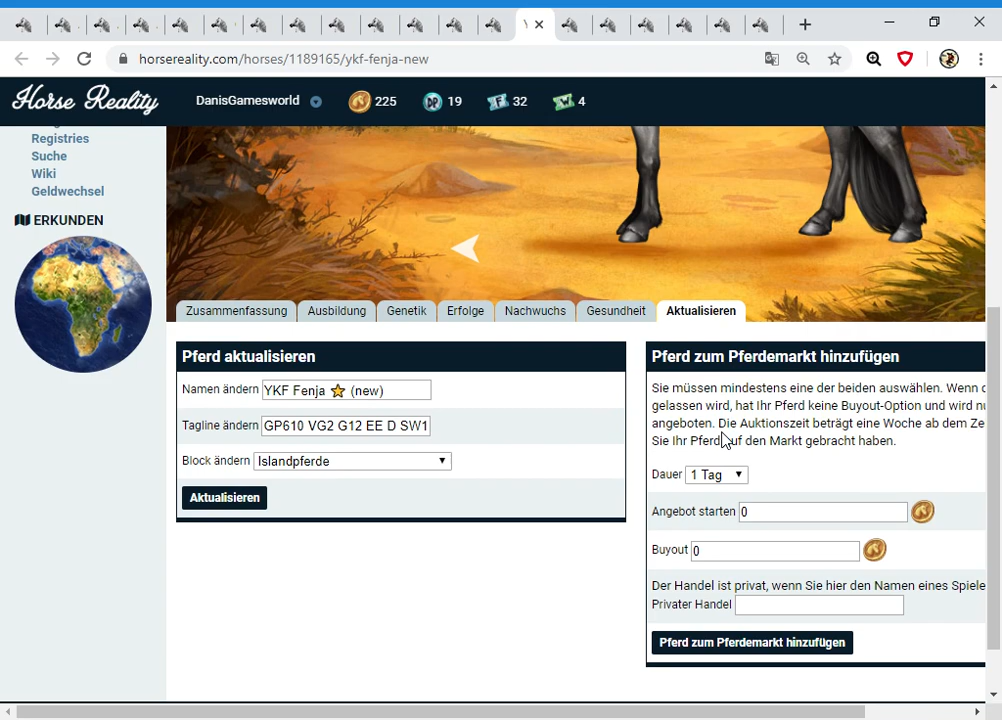 horsereality.com/horses/1189165/ykf-fenja-new
Horse Reality
DanisGamesworld
225
DP
19
F
32
4
Registries
Suche
Wiki
Geldwechsel
ERKUNDEN
Zusammenfassung
Ausbildung
Genetik
Erfolge
Nachwuchs
Gesundheit
Aktualisieren
Pferd aktualisieren
Namen ändern YKF Fenja ⭐ (new)
Tagline ändern GP610 VG2 G12 EE D SW1
Block ändern Islandpferde
Aktualisieren
Pferd zum Pferdemarkt hinzufügen
Sie müssen mindestens eine der beiden auswählen. Wenn
gelassen wird, hat Ihr Pferd keine Buyout-Option und wird
angeboten. Die Auktionszeit beträgt eine Woche ab dem
Sie Ihr Pferd auf den Markt gebracht haben.
Dauer 1 Tag
Angebot starten 0
Buyout 0
Der Handel ist privat, wenn Sie hier den Namen eines
Privater Handel
Pferd zum Pferdemarkt hinzufügen